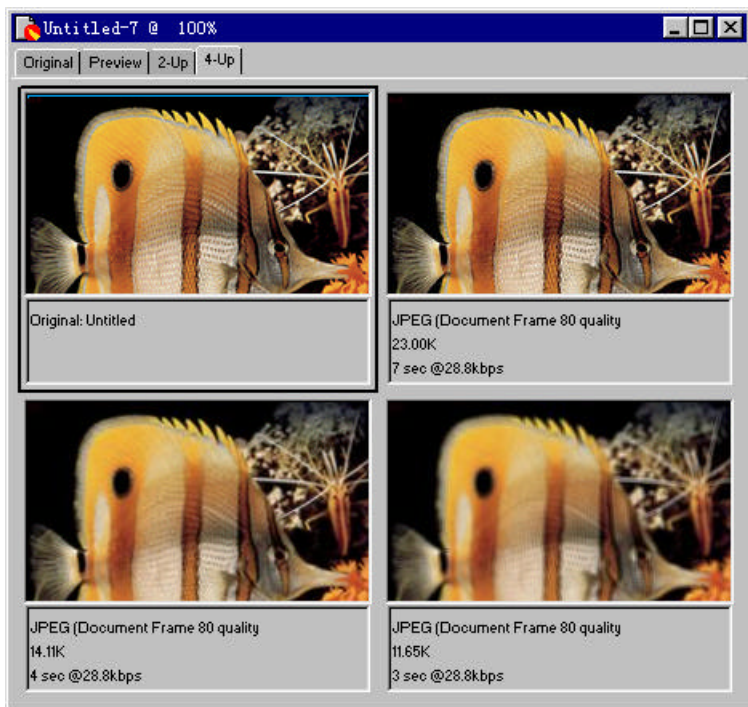 Untitled-7 @ 100%
Original Preview 2-Up 4-Up
Original: Untitled
JPEG (Document Frame 80 quality
23.00K
7 sec @28.8kbps
JPEG (Document Frame 80 quality
14.11K
4 sec @28.8kbps
JPEG (Document Frame 80 quality
11.65K
3 sec @28.8kbps